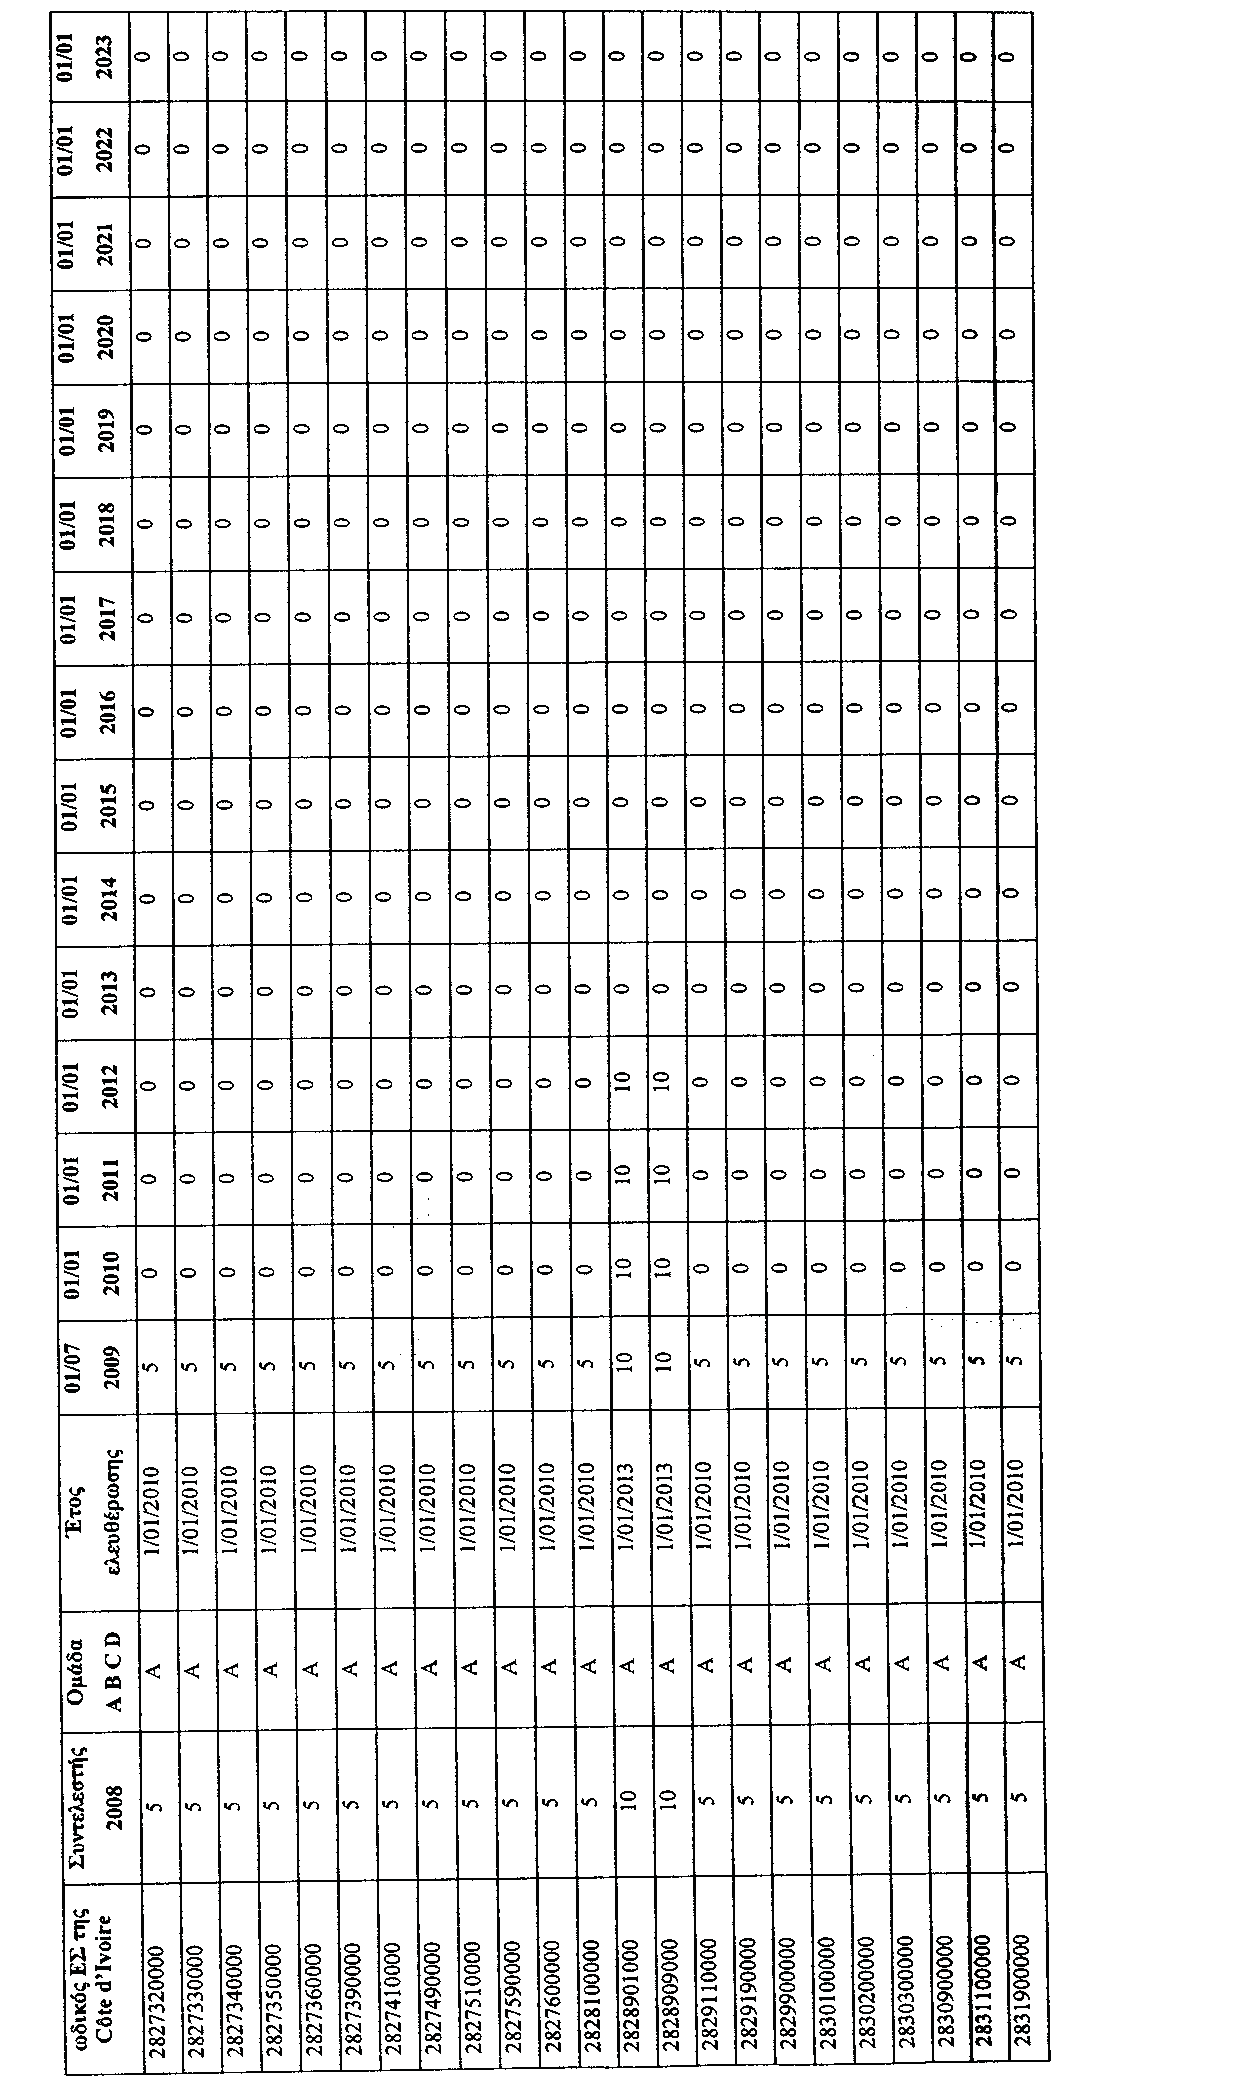 ωδικός ΕΣ της Côte d'Ivoire Συντελεστής 2008 Ομάδα A B C D Έτος ελευθέρωσης 01/07 2009 01/01 2010 01/01 2011 01/01 2012 01/01 2013 01/01 2014 01/01 2015 01/01 2016 01/01 2017 01/01 2018 01/01 2019 01/01 2020 01/01 2021 01/01 2022 01/01 2023
2827320000 5 A 1/01/2010 5 0 0 0 0 0 0 0 0 0 0 0 0 0 0
2827330000 5 A 1/01/2010 5 0 0 0 0 0 0 0 0 0 0 0 0 0 0
2827340000 5 A 1/01/2010 5 0 0 0 0 0 0 0 0 0 0 0 0 0 0
2827350000 5 A 1/01/2010 5 0 0 0 0 0 0 0 0 0 0 0 0 0 0
2827360000 5 A 1/01/2010 5 0 0 0 0 0 0 0 0 0 0 0 0 0 0
2827390000 5 A 1/01/2010 5 0 0 0 0 0 0 0 0 0 0 0 0 0 0
2827410000 5 A 1/01/2010 5 0 0 0 0 0 0 0 0 0 0 0 0 0 0
2827490000 5 A 1/01/2010 5 0 0 0 0 0 0 0 0 0 0 0 0 0 0
2827510000 5 A 1/01/2010 5 0 0 0 0 0 0 0 0 0 0 0 0 0 0
2827590000 5 A 1/01/2010 5 0 0 0 0 0 0 0 0 0 0 0 0 0 0
2827600000 5 A 1/01/2010 5 0 0 0 0 0 0 0 0 0 0 0 0 0 0
2828100000 5 A 1/01/2010 5 0 0 0 0 0 0 0 0 0 0 0 0 0 0
2828901000 10 A 1/01/2013 10 10 10 10 0 0 0 0 0 0 0 0 0 0 0
2828909000 10 A 1/01/2013 10 10 10 10 0 0 0 0 0 0 0 0 0 0 0
2829110000 5 A 1/01/2010 5 0 0 0 0 0 0 0 0 0 0 0 0 0 0
2829190000 5 A 1/01/2010 5 0 0 0 0 0 0 0 0 0 0 0 0 0 0
2829900000 5 A 1/01/2010 5 0 0 0 0 0 0 0 0 0 0 0 0 0 0
2830100000 5 A 1/01/2010 5 0 0 0 0 0 0 0 0 0 0 0 0 0 0
2830200000 5 A 1/01/2010 5 0 0 0 0 0 0 0 0 0 0 0 0 0 0
2830300000 5 A 1/01/2010 5 0 0 0 0 0 0 0 0 0 0 0 0 0 0
2830900000 5 A 1/01/2010 5 0 0 0 0 0 0 0 0 0 0 0 0 0 0
2831100000 5 A 1/01/2010 5 0 0 0 0 0 0 0 0 0 0 0 0 0 0
2831900000 5 A 1/01/2010 5 0 0 0 0 0 0 0 0 0 0 0 0 0 0